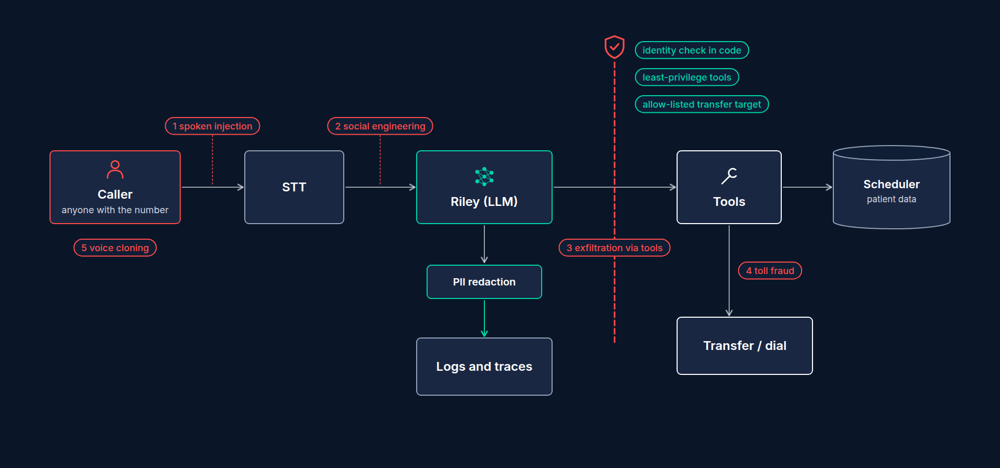 identity check in code
least-privilege tools
allow-listed transfer target
1 spoken injection
2 social engineering
Caller
anyone with the number
STT
Riley (LLM)
Tools
Scheduler
patient data
5 voice cloning
3 exfiltration via tools
4 toll fraud
PII redaction
Transfer / dial
Logs and traces